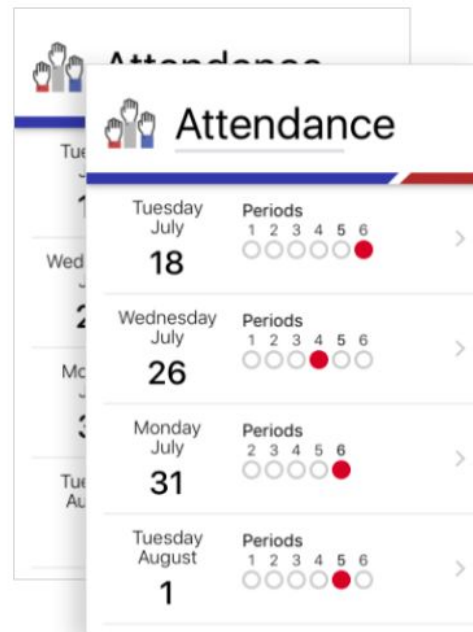 Attendance
Tuesday
July
18
Periods
1 2 3 4 5 6
Wednesday
July
26
Periods
1 2 3 4 5 6
Monday
July
31
Periods
2 3 4 5 6
Tuesday
August
1
Periods
1 2 3 4 5 6